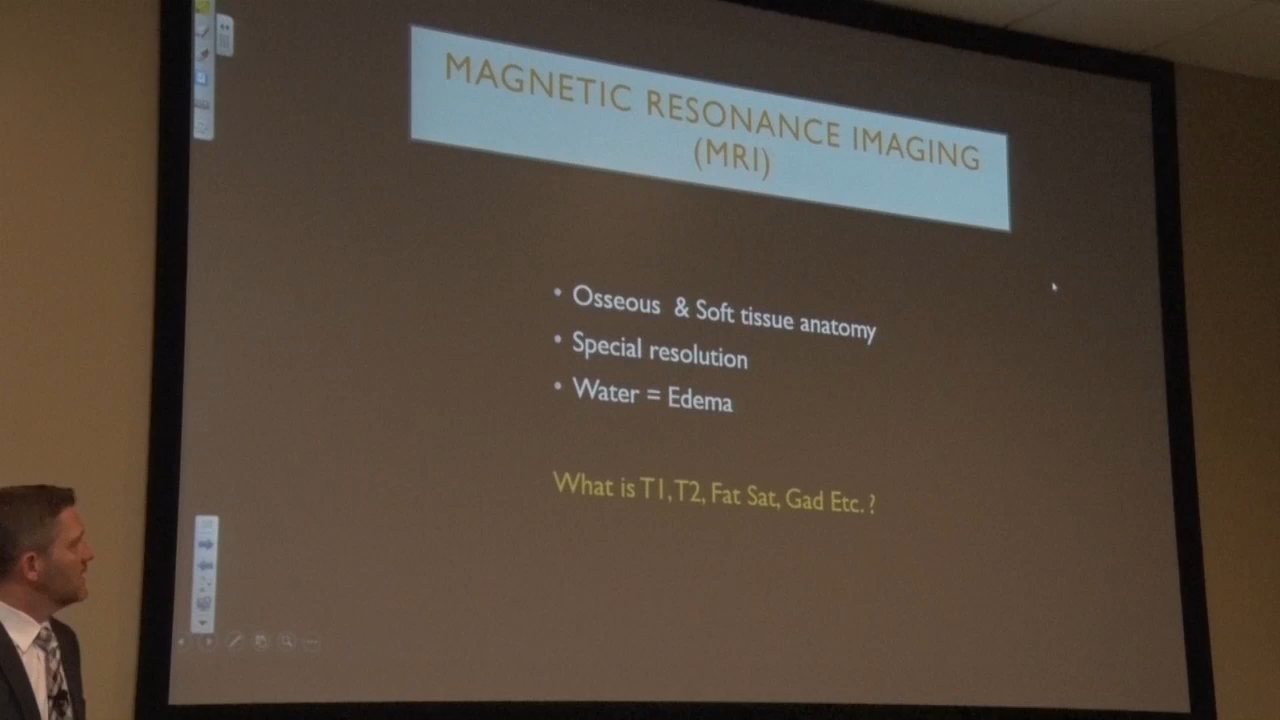 MAGNETIC RESONANCE IMAGING
(MRI)
• Osseous & Soft tissue anatomy
• Special resolution
• Water = Edema
What is T1, T2, Fat Sat, Gad Etc. ?